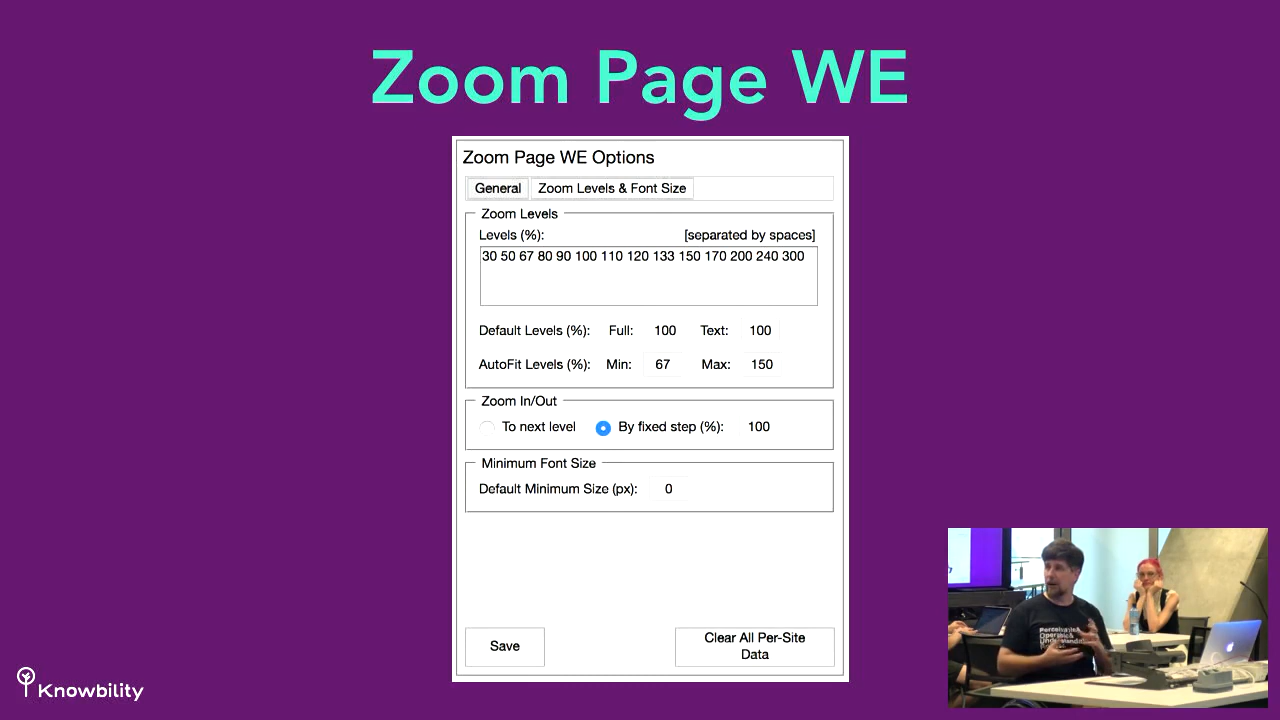 Zoom Page WE
Zoom Page WE Options
General Zoom Levels & Font Size
Zoom Levels
Levels (%): [separated by spaces]
30 50 67 80 90 100 110 120 133 150 170 200 240 300
Default Levels (%): Full: 100 Text: 100
AutoFit Levels (%): Min: 67 Max: 150
Zoom In/Out
To next level By fixed step (%): 100
Minimum Font Size
Default Minimum Size (px): 0
Save
Clear All Per-Site
Data
Knowbility